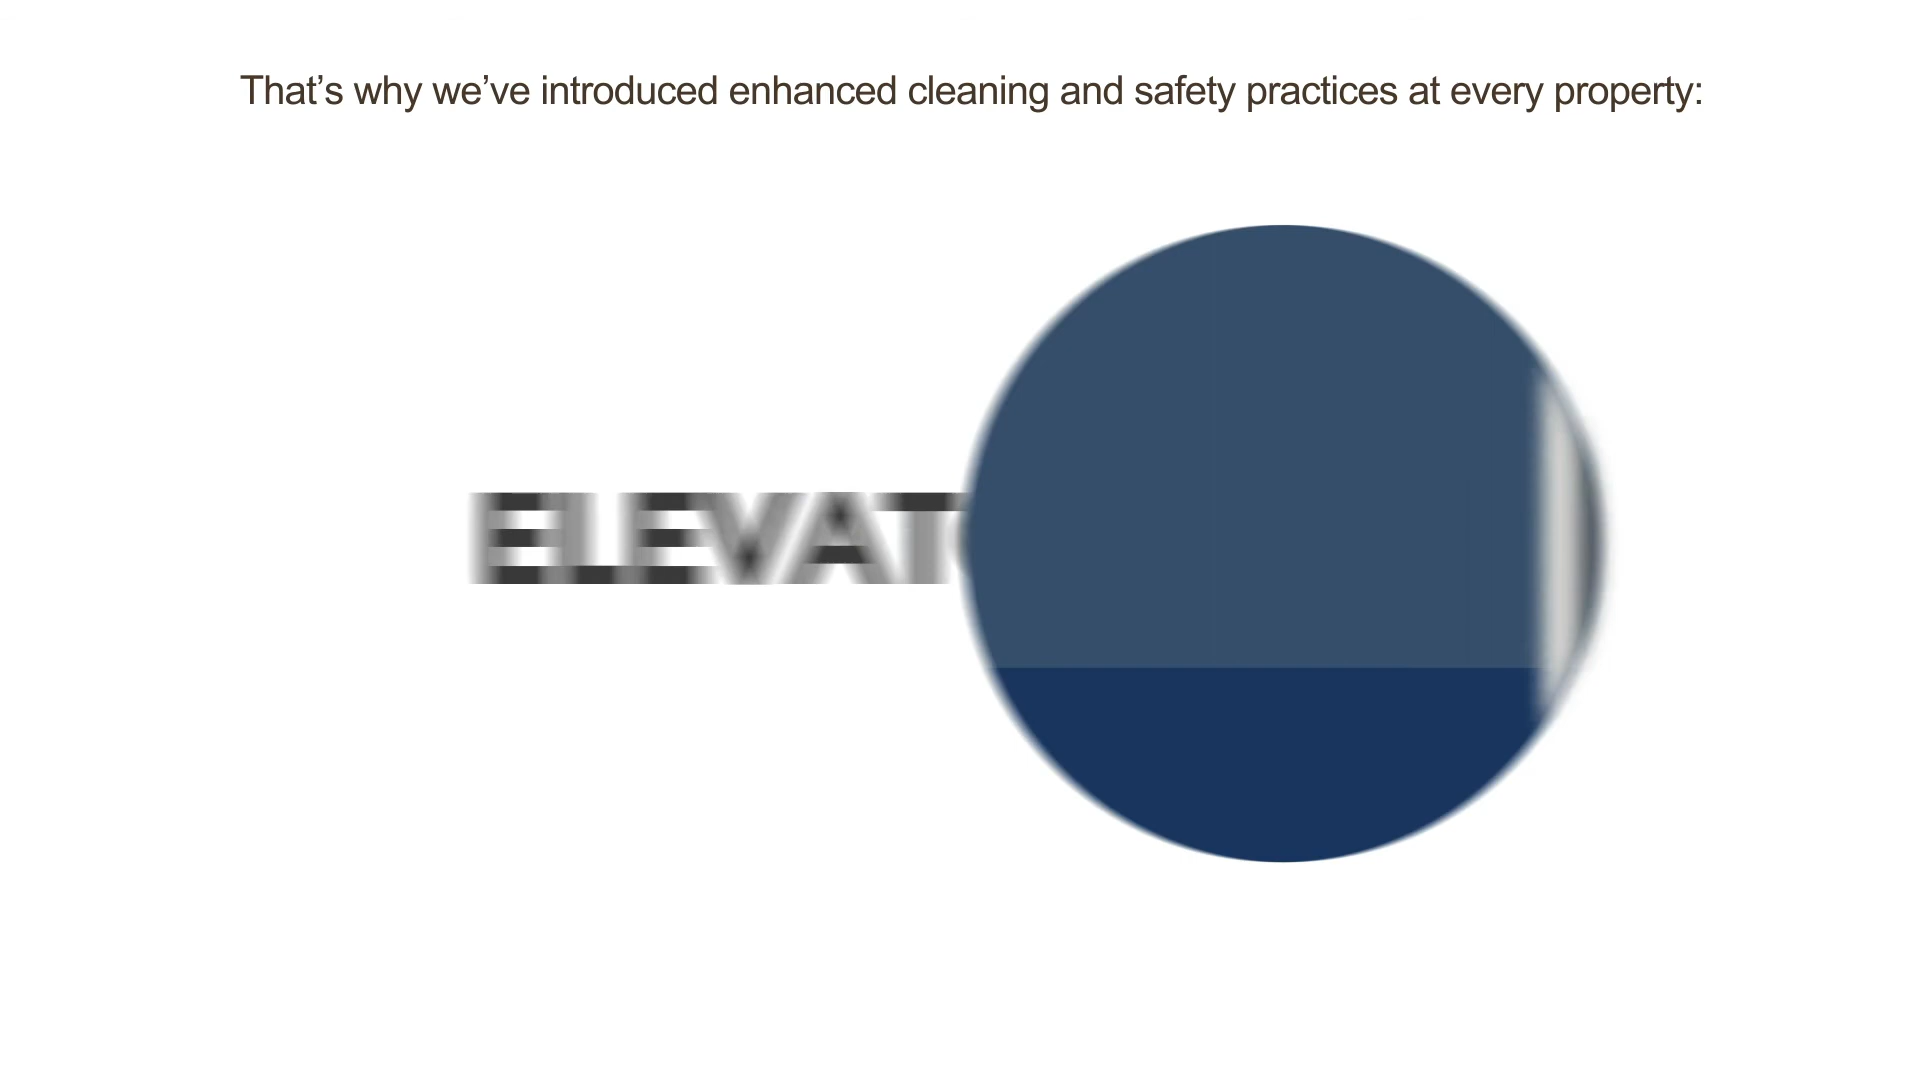 That’s why we’ve introduced enhanced cleaning and safety practices at every property:
ELEVAT